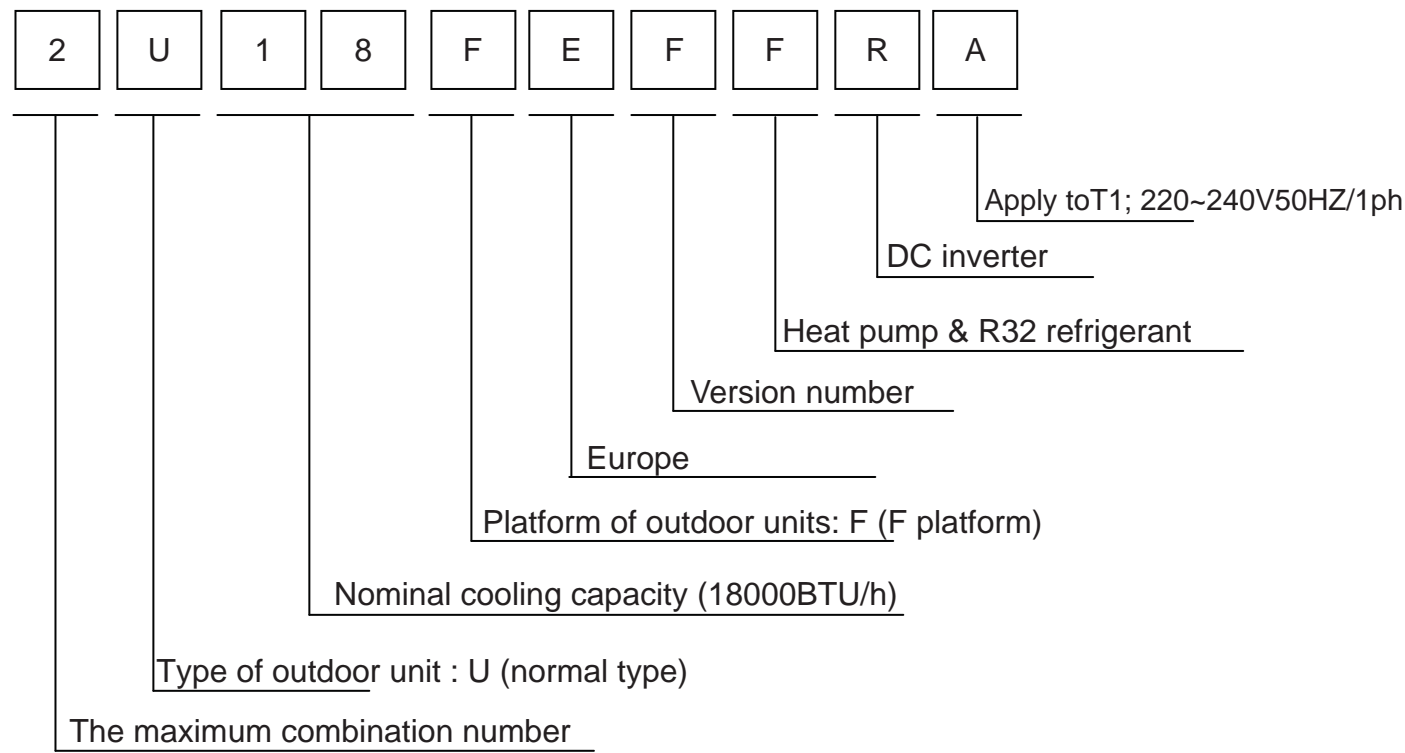 2 U 1 8 F E F F R A
Apply toT1; 220~240V50HZ/1ph
DC inverter
Heat pump & R32 refrigerant
Version number
Europe
Platform of outdoor units: F (F platform)
Nominal cooling capacity (18000BTU/h)
Type of outdoor unit : U (normal type)
The maximum combination number